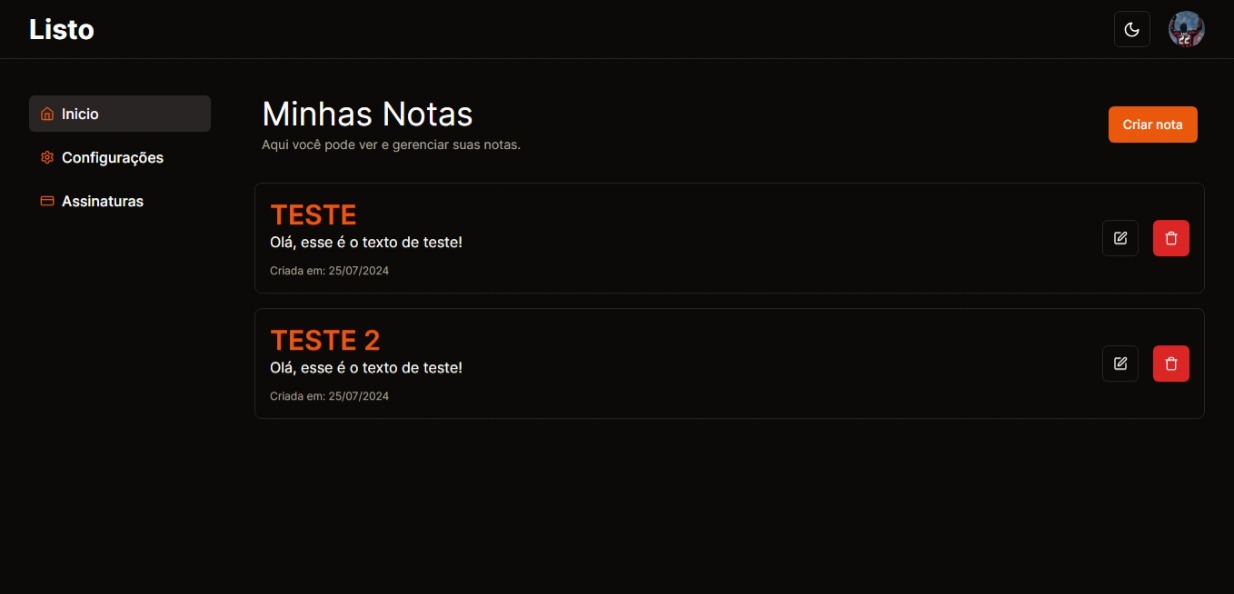 Listo
Inicio
Configurações
Assinaturas
Minhas Notas
Aqui você pode ver e gerenciar suas notas.
Criar nota
TESTE
Olá, esse é o texto de teste!
Criada em: 25/07/2024
TESTE 2
Olá, esse é o texto de teste!
Criada em: 25/07/2024